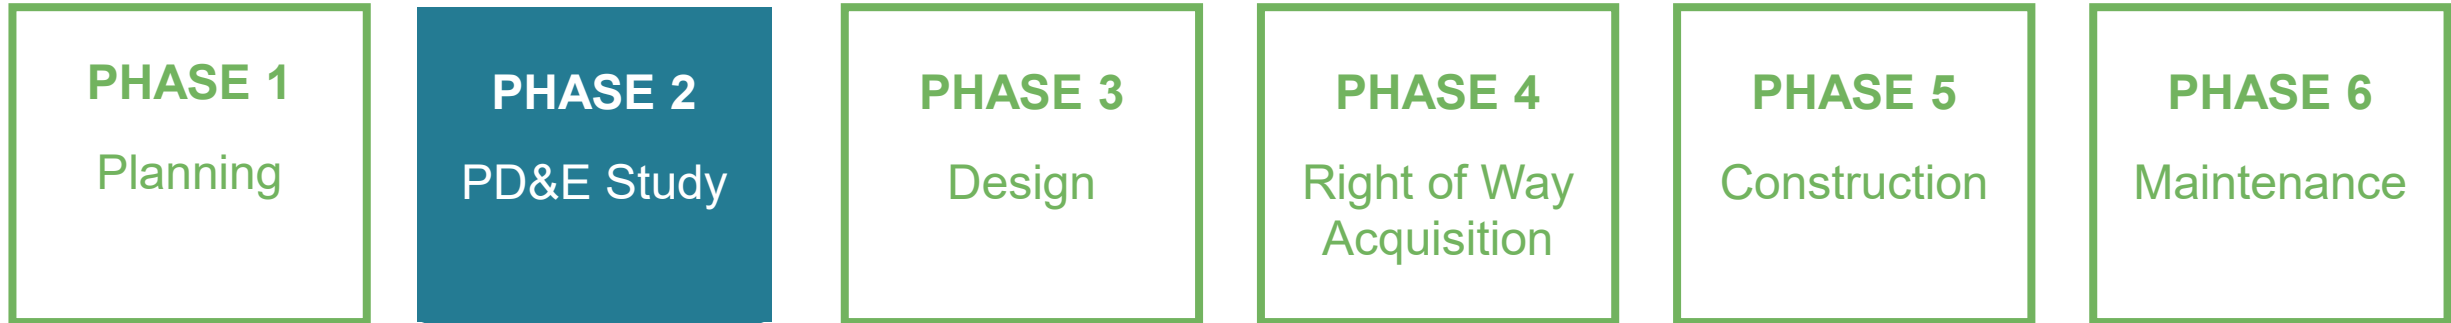 PHASE 1
Planning
PHASE 2
PD&E Study
PHASE 3
Design
PHASE 4
Right of Way
Acquisition
PHASE 5
Construction
PHASE 6
Maintenance